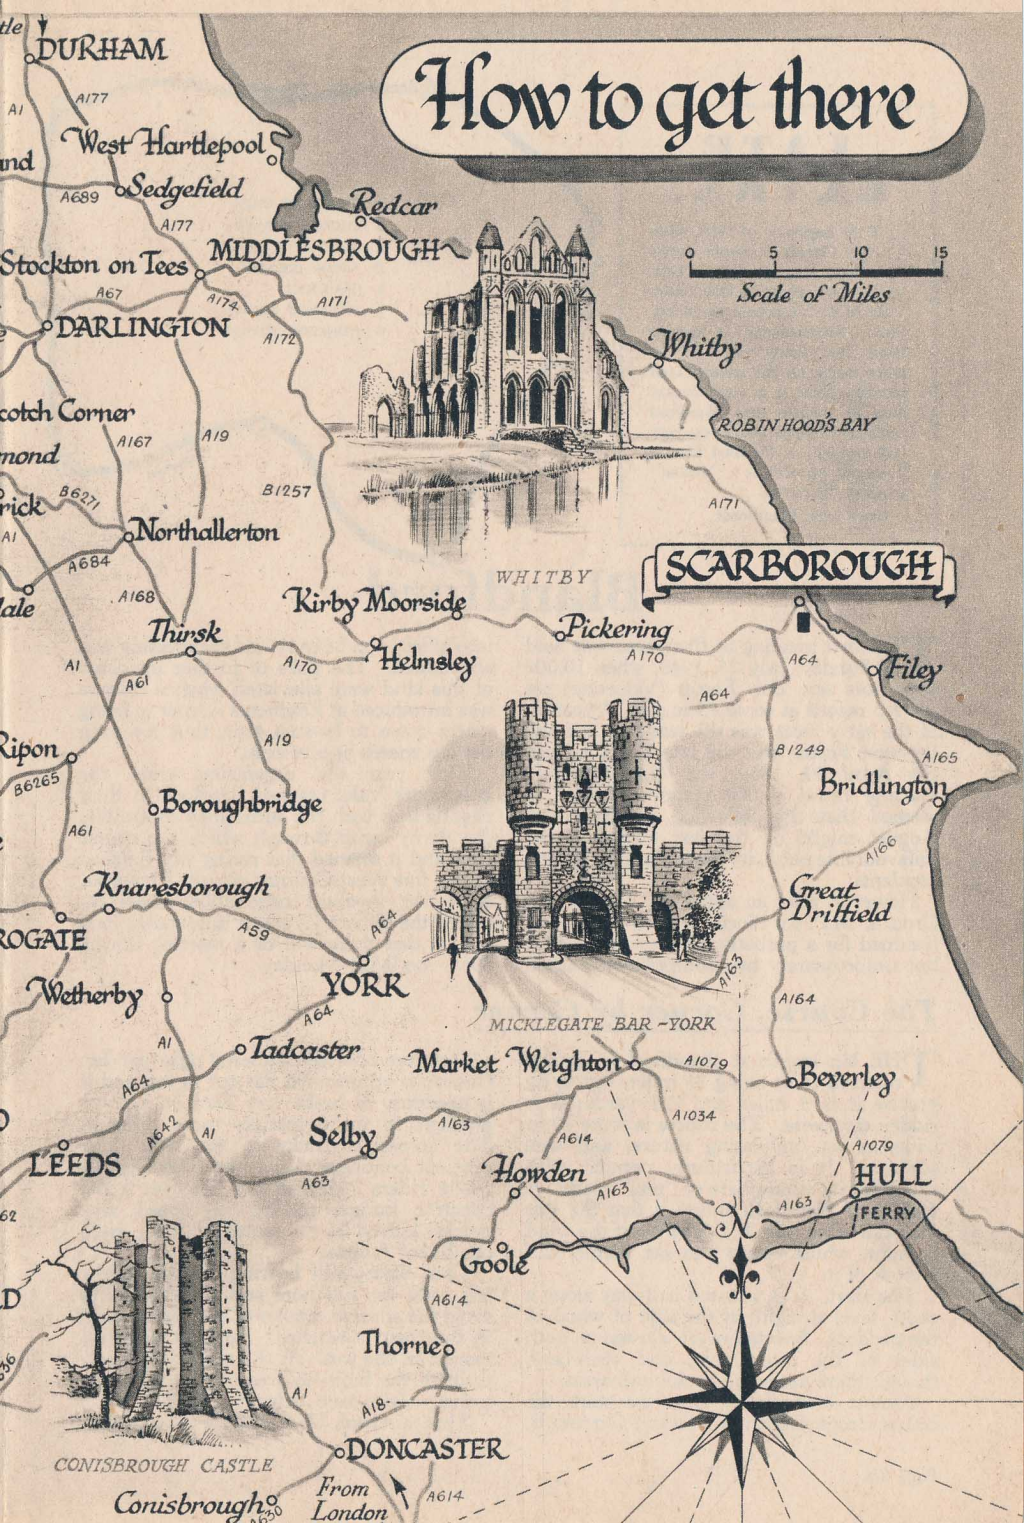 How to get there
DURHAM
A1
A177
West Hartlepool
A689
Sedgefield
A177
Redcar
Stockton on Tees
MIDDLESBROUGH
0 5 10 15
Scale of Miles
A67
A174
A171
DARLINGTON
A172
Whitby
cotch Corner
ROBIN HOOD'S BAY
A167
A19
mond
B6271
B1257
A171
rick
A1
Northallerton
A684
WHITBY
SCARBOROUGH
A168
Kirby Moorside
Thirsk
Pickering
A170
A1
A170
Helmsley
A64
Filey
A61
A64
Ripon
A19
B1249
A165
B6265
Bridlington
Boroughbridge
A61
A166
Knaresborough
Great
Driffield
A64
A59
ROGATE
YORK
A163
Wetherby
A64
A164
MICKLEGATE BAR - YORK
A1
Tadcaster
Market Weighton
A1079
Beverley
A64
A1034
A642
A1
Selby
A163
A614
A1079
LEEDS
A63
Howden
A163
HULL
A163
FERRY
N
Goole
A614
Thorne
A1
A18
DONCASTER
CONISBROUGH CASTLE
From
London
A614
Conisbrough
A630